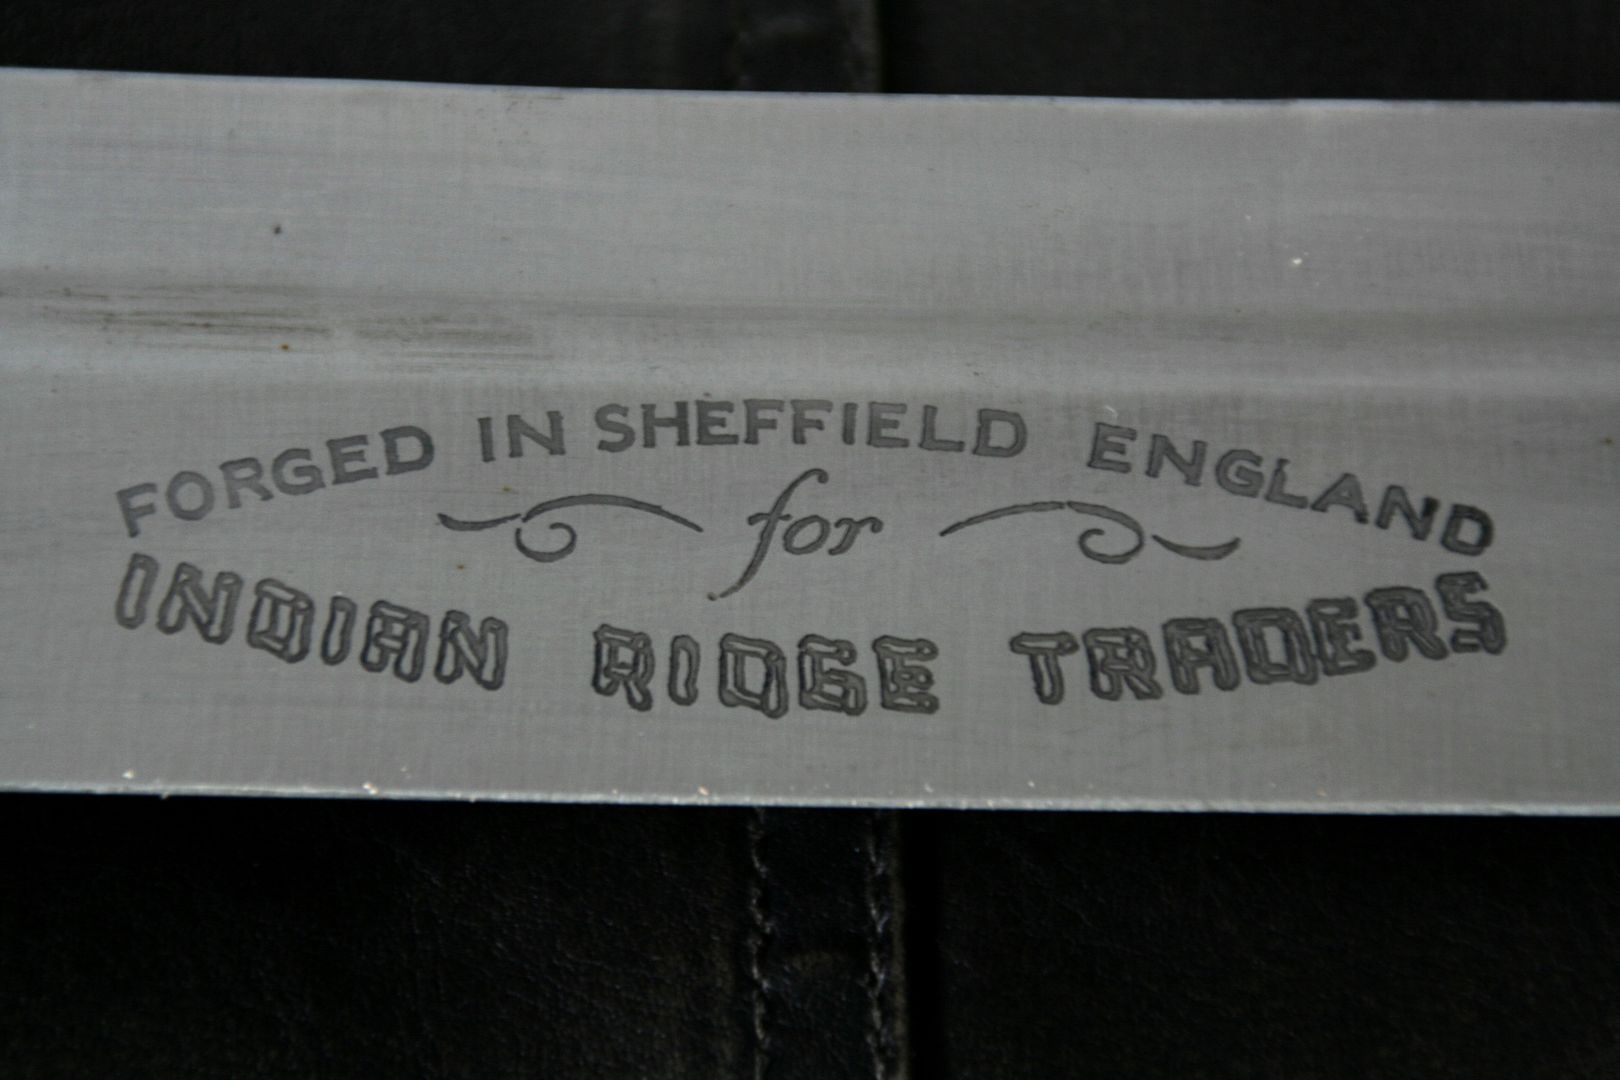 FORGED IN SHEFFIELD ENGLAND
for
INDIAN RIDGE TRADERS